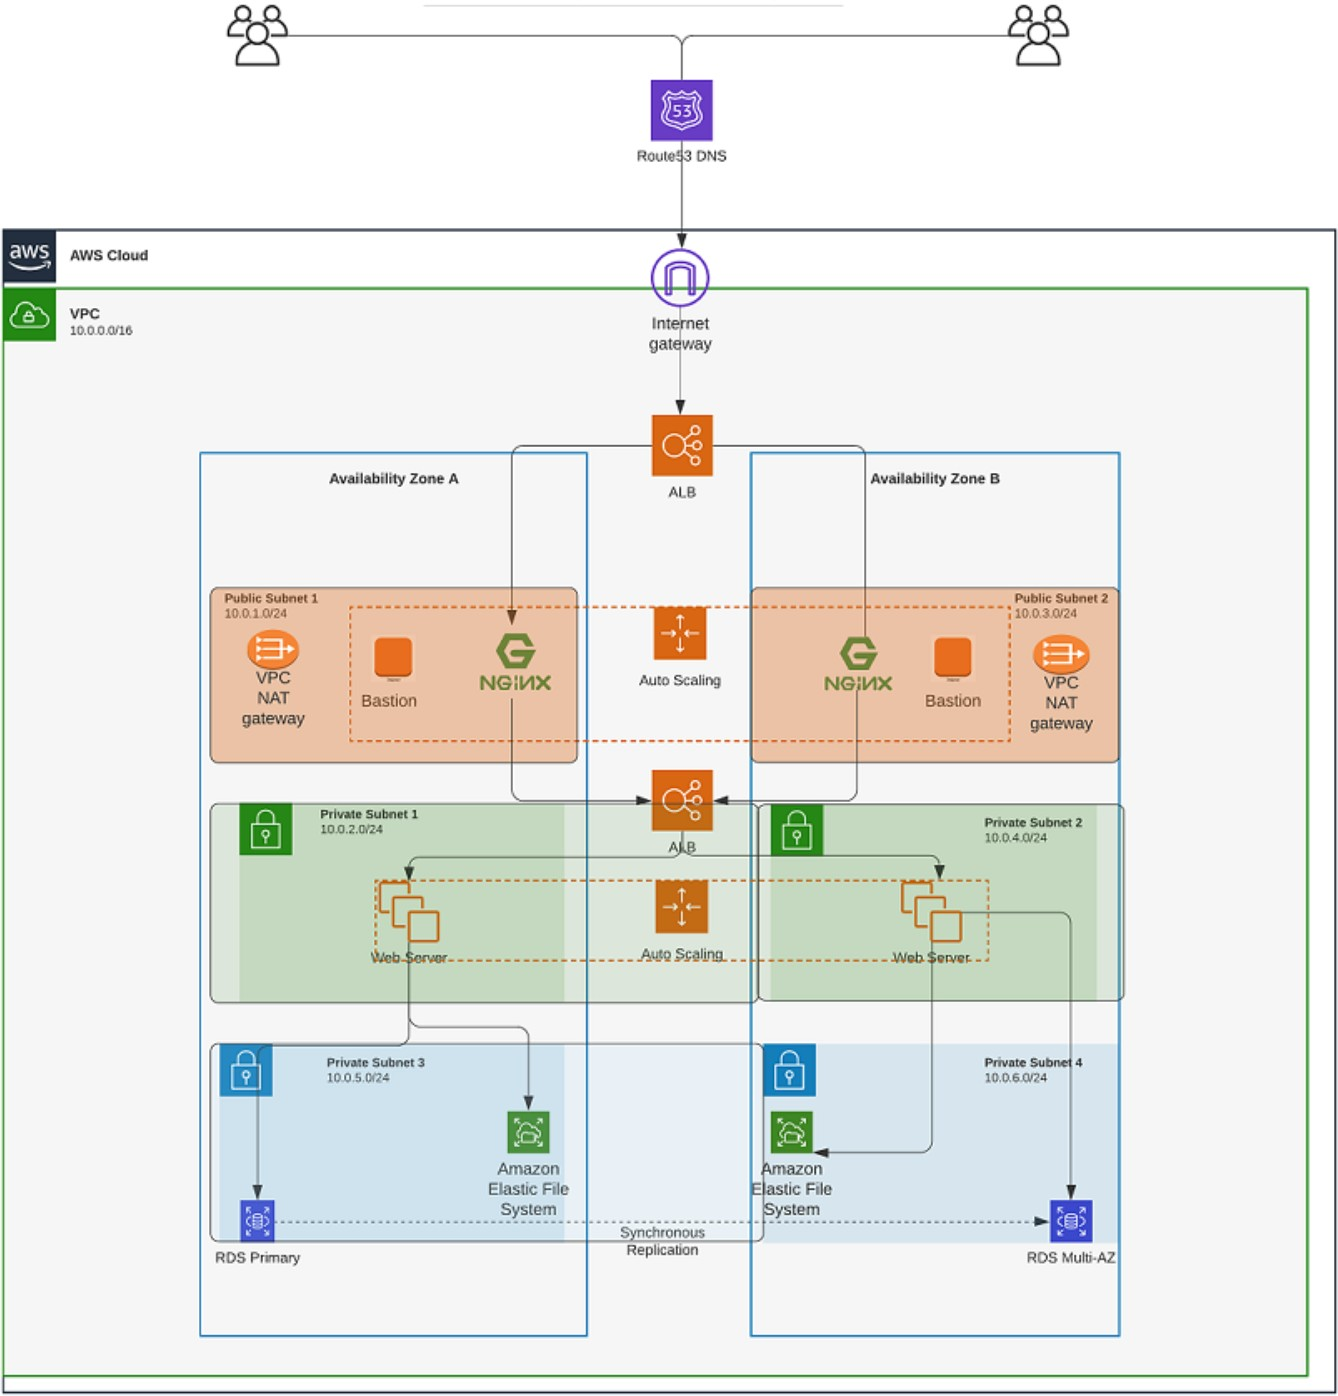 53
Route53 DNS
aws
AWS Cloud
VPC
10.0.0.0/16
Internet
gateway
ALB
Availability Zone A
Availability Zone B
Public Subnet 1
10.0.1.0/24
VPC
NAT
gateway
Bastion
NGINX
Auto Scaling
NGINX
Bastion
Public Subnet 2
10.0.3.0/24
VPC
NAT
gateway
ALB
Private Subnet 1
10.0.2.0/24
Private Subnet 2
10.0.4.0/24
Web Server
Auto Scaling
Web Server
Private Subnet 3
10.0.5.0/24
Private Subnet 4
10.0.6.0/24
Amazon
Elastic File
System
Amazon
Elastic File
System
Synchronous
Replication
RDS Primary
RDS Multi-AZ